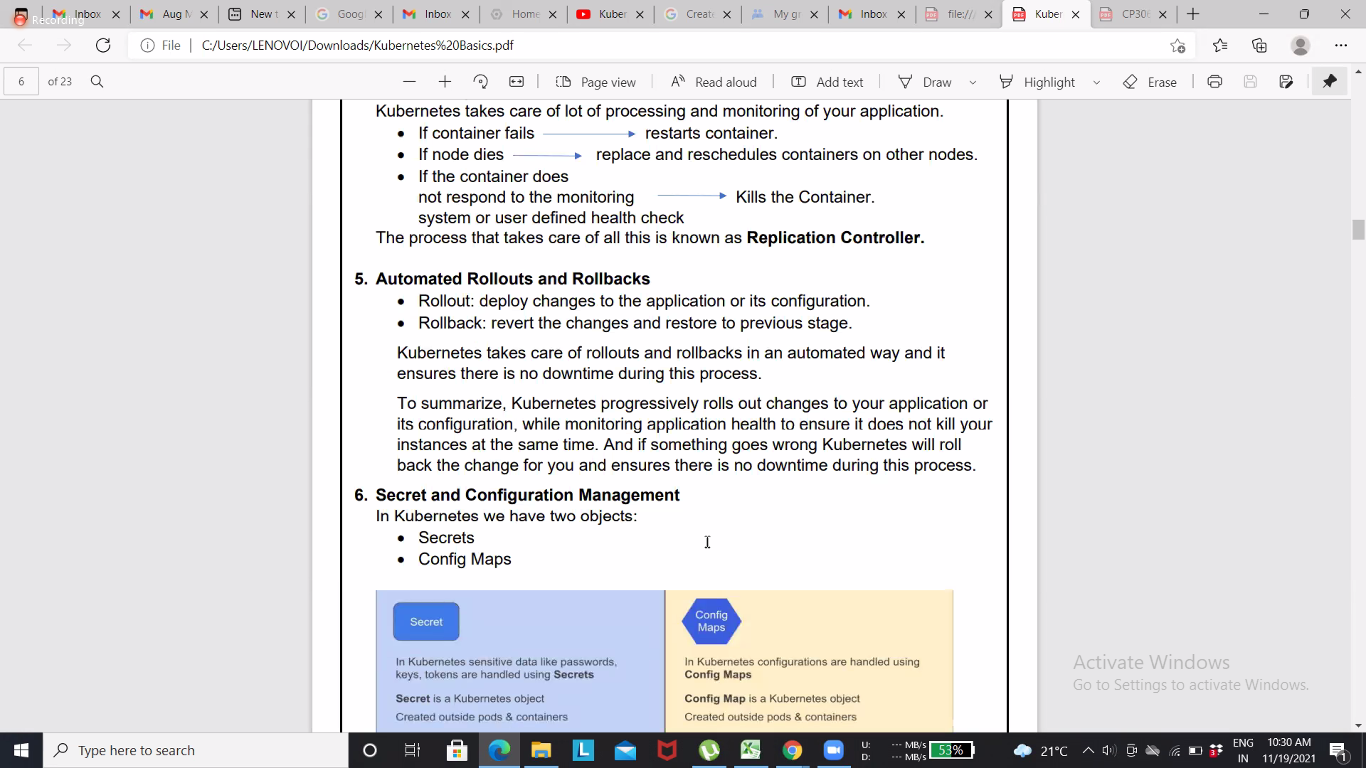 Recording
Inbox
Aug M
New t
Googl
Inbox
Home
Kuber
Create
My gr
Inbox
file:///
Kuber
CP306
File C:/Users/LENOVOI/Downloads/Kubernetes%20Basics.pdf
6 of 23
Page view
Read aloud
Add text
Draw
Highlight
Erase
Kubernetes takes care of lot of processing and monitoring of your application.
• If container fails restarts container.
• If node dies replace and reschedules containers on other nodes.
• If the container does
not respond to the monitoring Kills the Container.
system or user defined health check
The process that takes care of all this is known as Replication Controller.
5. Automated Rollouts and Rollbacks
• Rollout: deploy changes to the application or its configuration.
• Rollback: revert the changes and restore to previous stage.
Kubernetes takes care of rollouts and rollbacks in an automated way and it
ensures there is no downtime during this process.
To summarize, Kubernetes progressively rolls out changes to your application or
its configuration, while monitoring application health to ensure it does not kill your
instances at the same time. And if something goes wrong Kubernetes will roll
back the change for you and ensures there is no downtime during this process.
6. Secret and Configuration Management
In Kubernetes we have two objects:
• Secrets
• Config Maps
Secret
In Kubernetes sensitive data like passwords,
keys, tokens are handled using Secrets
Secret is a Kubernetes object
Created outside pods & containers
Config
Maps
In Kubernetes configurations are handled using
Config Maps
Config Map is a Kubernetes object
Created outside pods & containers
Activate Windows
Go to Settings to activate Windows.
Type here to search
U: --- MB/s
D: --- MB/s
53%
21°C
ENG
IN
10:30 AM
11/19/2021
1